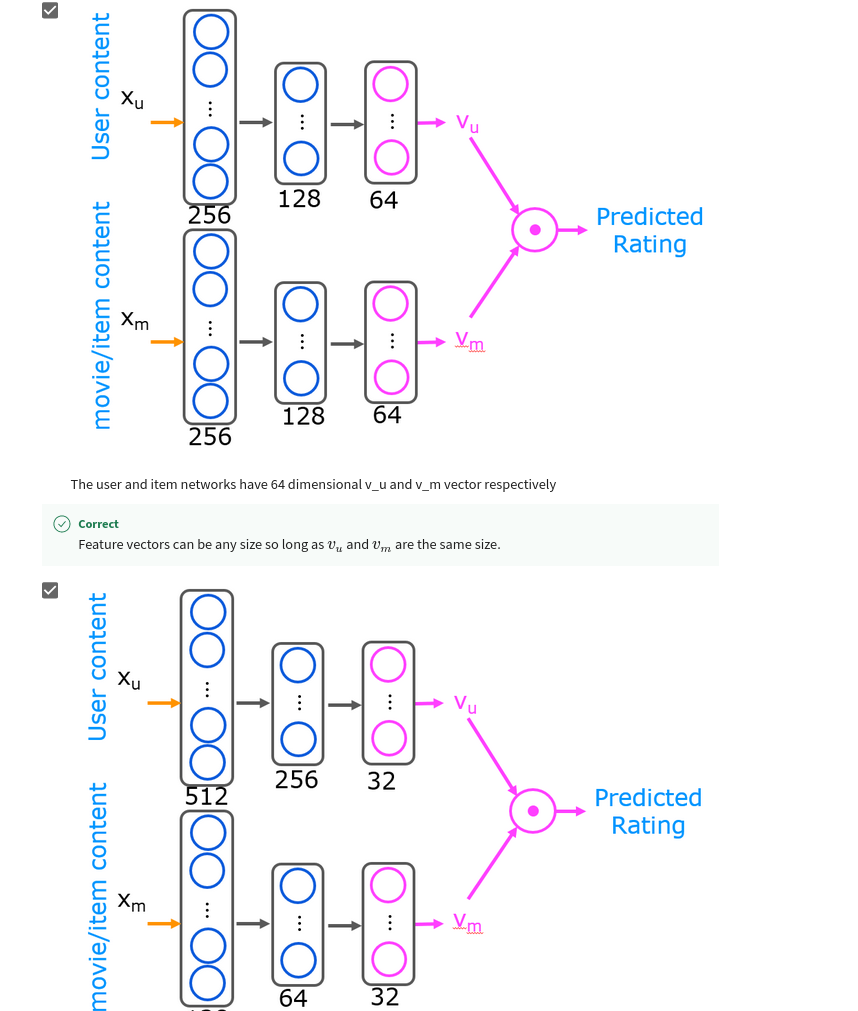 User content
x_u
256
128
64
v_u
movie/item content
x_m
256
128
64
v_m
Predicted
Rating
The user and item networks have 64 dimensional v_u and v_m vector respectively
Correct
Feature vectors can be any size so long as v_u and v_m are the same size.
User content
x_u
512
256
32
v_u
movie/item content
x_m
64
32
v_m
Predicted
Rating